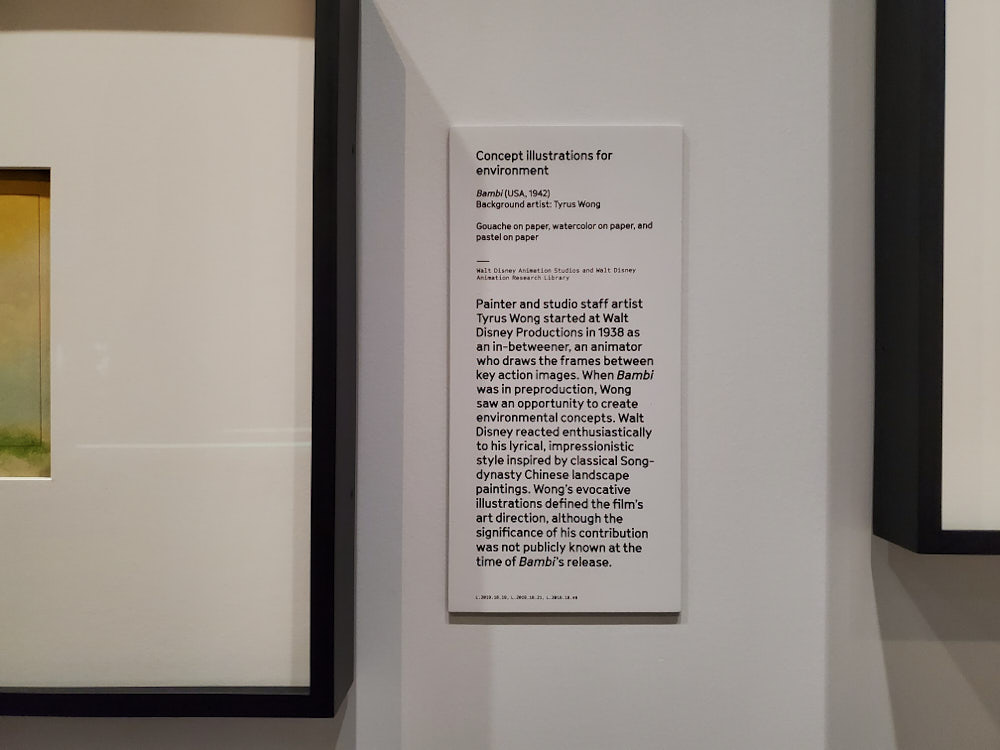 Concept illustrations for
environment
Bambi (USA, 1942)
Background artist: Tyrus Wong
Gouache on paper, watercolor on paper, and
pastel on paper
Walt Disney Animation Studios and Walt Disney
Animation Research Library
Painter and studio staff artist
Tyrus Wong started at Walt
Disney Productions in 1938 as
an in-betweener, an animator
who draws the frames between
key action images. When Bambi
was in preproduction, Wong
saw an opportunity to create
environmental concepts. Walt
Disney reacted enthusiastically
to his lyrical, impressionistic
style inspired by classical Song-
dynasty Chinese landscape
paintings. Wong's evocative
illustrations defined the film's
art direction, although the
significance of his contribution
was not publicly known at the
time of Bambi's release.